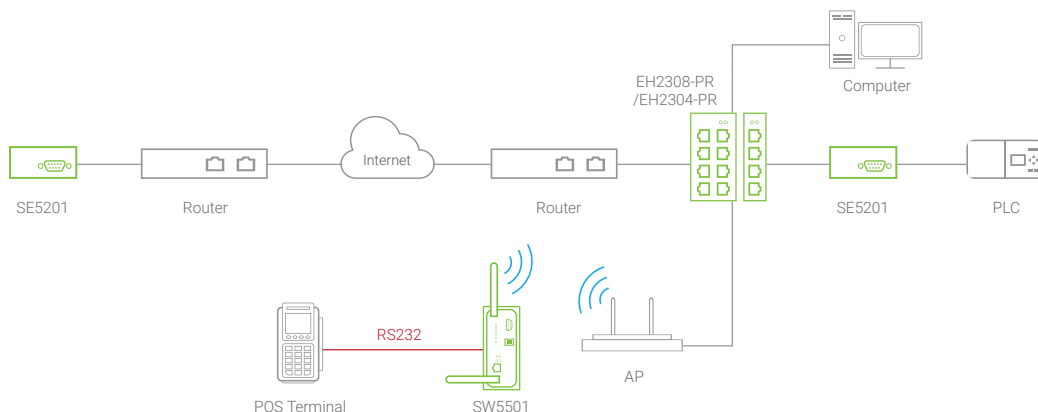 EH2308-PR
/EH2304-PR
Computer
Internet
SE5201
Router
Router
SE5201
PLC
RS232
POS Terminal
SW5501
AP